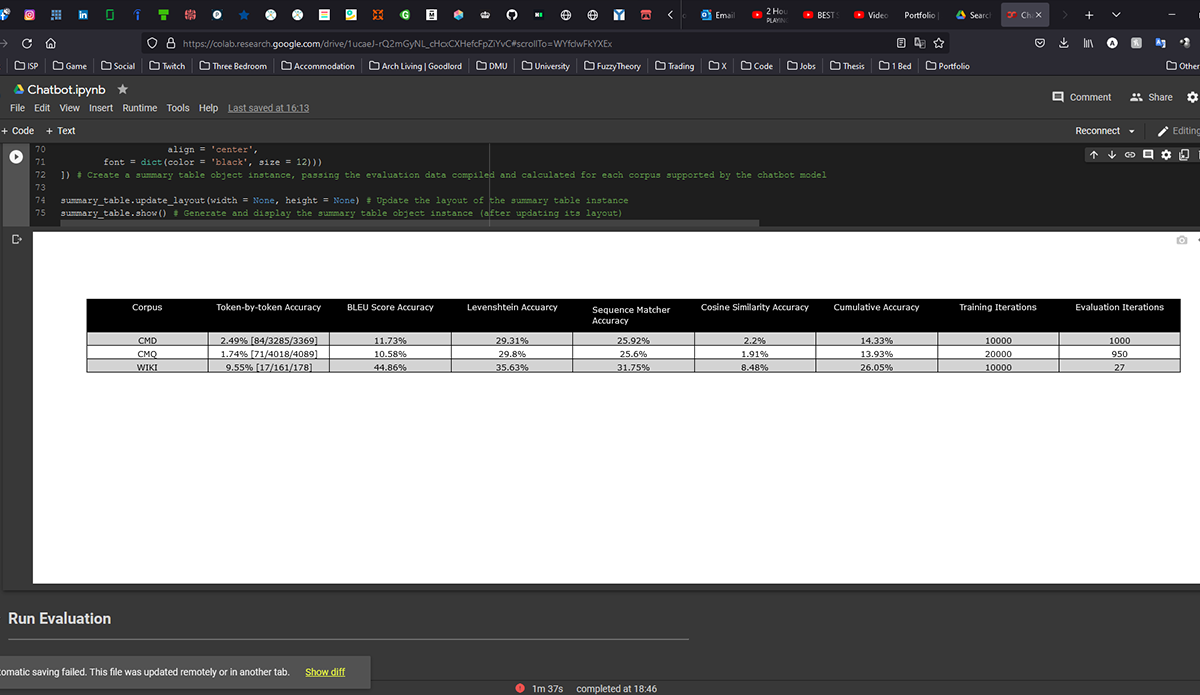 in
G
Email
2 Hou
PLAYING
BEST
Video
Portfolio |
Search
Cha
https://colab.research.google.com/drive/1ucaeJ-rQ2mGyNL_cHcxCXHefcFpZiYvC#scrollTo=WYfdwFkYXEx
ISP Game Social Twitch Three Bedroom Accommodation Arch Living | Goodlord DMU University FuzzyTheory Trading X Code Jobs Thesis 1 Bed Portfolio Other
Chatbot.ipynb
File Edit View Insert Runtime Tools Help Last saved at 16:13
Comment Share
+ Code + Text
Reconnect Editing
70 align = 'center',
71 font = dict(color = 'black', size = 12)))
72 ]) # Create a summary table object instance, passing the evaluation data compiled and calculated for each corpus supported by the chatbot model
73
74 summary_table.update_layout(width = None, height = None) # Update the layout of the summary table instance
75 summary_table.show() # Generate and display the summary table object instance (after updating its layout)
Corpus Token-by-token Accuracy BLEU Score Accuracy Levenshtein Accuarcy Sequence Matcher Accuracy Cosine Similarity Accuracy Cumulative Accuracy Training Iterations Evaluation Iterations
CMD 2.49% [84/3285/3369] 11.73% 29.31% 25.92% 2.2% 14.33% 10000 1000
CMQ 1.74% [71/4018/4089] 10.58% 29.8% 25.6% 1.91% 13.93% 20000 950
WIKI 9.55% [17/161/178] 44.86% 35.63% 31.75% 8.48% 26.05% 10000 27
Run Evaluation
tomatic saving failed. This file was updated remotely or in another tab. Show diff
1m 37s completed at 18:46